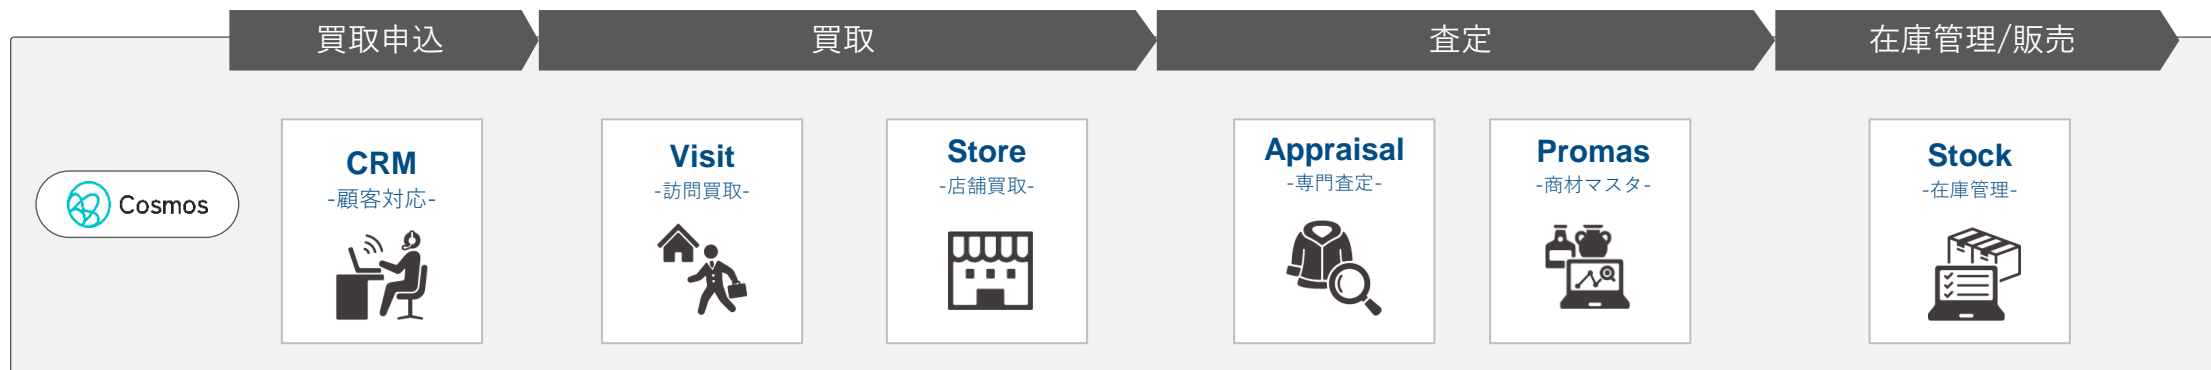 買取申込
買取
査定
在庫管理/販売
Cosmos
CRM
-顧客対応-
Visit
-訪問買取-
Store
-店舗買取-
Appraisal
-専門査定-
Promas
-商材マスタ-
Stock
-在庫管理-